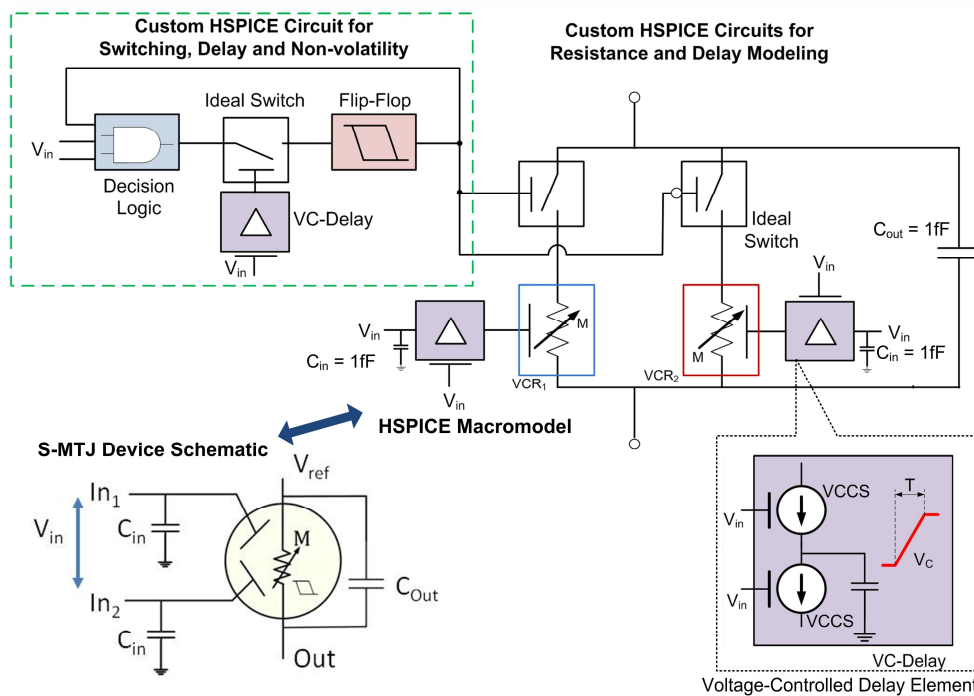 Custom HSPICE Circuit for
Switching, Delay and Non-volatility
Custom HSPICE Circuits for
Resistance and Delay Modeling
Ideal Switch
Flip-Flop
Vin
Decision
Logic
VC-Delay
Vin
Ideal
Switch
Cout = 1fF
Vin
Vin
Cin = 1fF
Vin
M
VCR1
M
VCR2
Vin
Cin = 1fF
HSPICE Macromodel
S-MTJ Device Schematic
Vref
In1
Cin
Vin
M
COut
In2
Cin
Out
VCCS
T
Vin
VC
Vin
VCCS
VC-Delay
Voltage-Controlled Delay Element